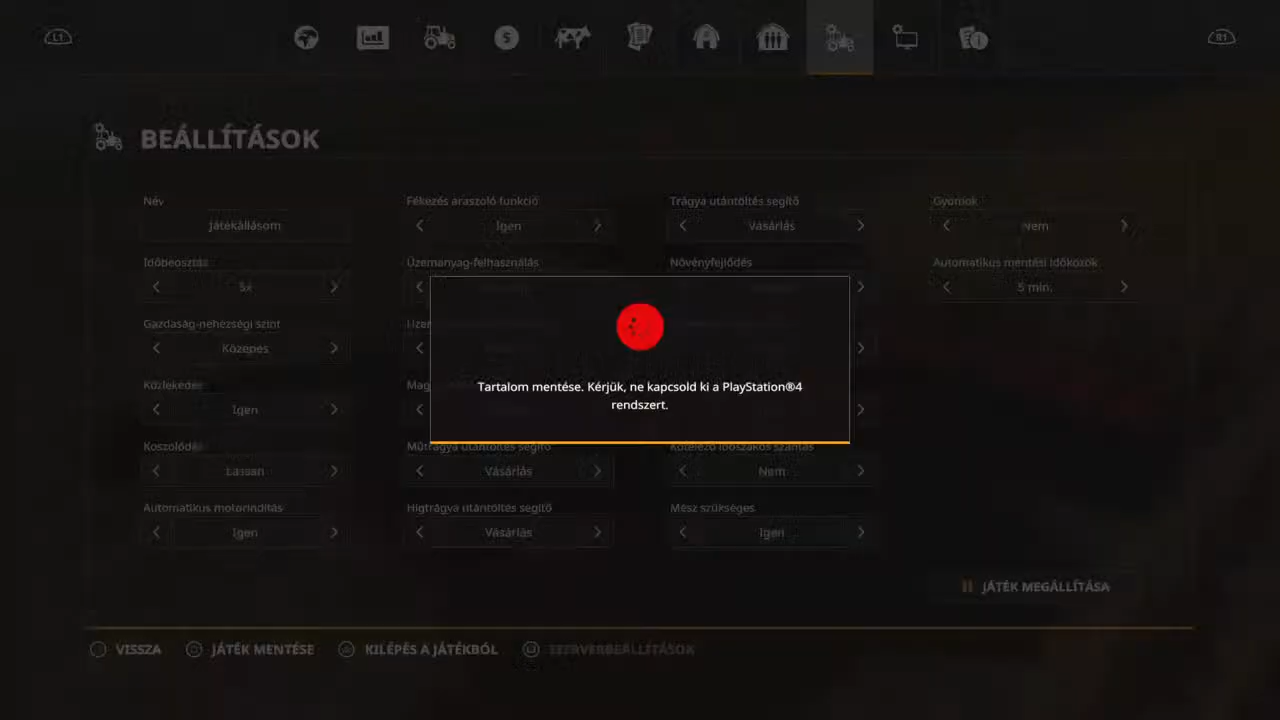 L1
R1
BEÁLLÍTÁSOK
Név
Játékállásom
Időbeosztás
5x
Gazdaság-nehézségi szint
Közepes
Közlekedés
Igen
Koszolódás
Lassan
Automatikus motorindítás
Igen
Fékezés araszoló funkció
Igen
Üzemanyag-felhasználás
Műtrágya utántöltés segítő
Vásárlás
Hígtrágya utántöltés segítő
Vásárlás
Trágya utántöltés segítő
Vásárlás
Növényfejlődés
Kötelező időszakos szántás
Nem
Mész szükséges
Igen
Gyomok
Nem
Automatikus mentési időközök
5 min.
Tartalom mentése. Kérjük, ne kapcsold ki a PlayStation®4
rendszert.
JÁTÉK MEGÁLLÍTÁSA
VISSZA
JÁTÉK MENTÉSE
KILÉPÉS A JÁTÉKBÓL
SZERVERBEÁLLÍTÁSOK